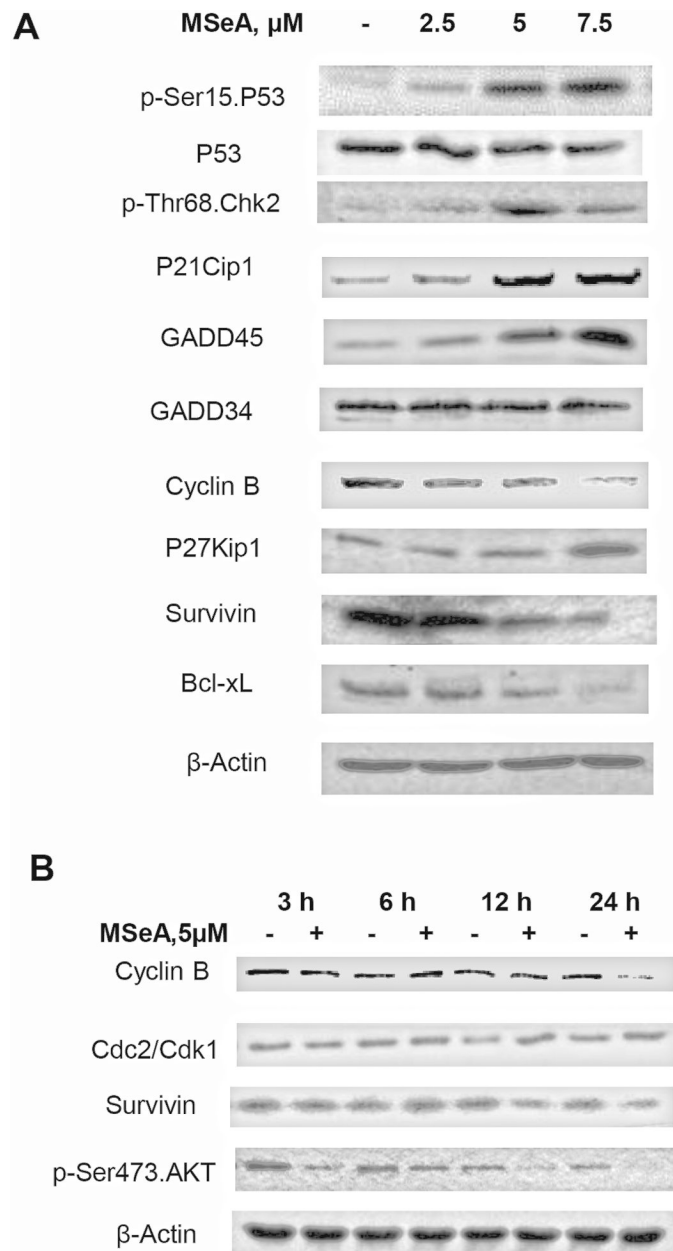 A
MSeA, µM - 2.5 5 7.5
p-Ser15.P53
P53
p-Thr68.Chk2
P21Cip1
GADD45
GADD34
Cyclin B
P27Kip1
Survivin
Bcl-xL
β-Actin
B
3 h 6 h 12 h 24 h
MSeA,5µM - + - + - + - +
Cyclin B
Cdc2/Cdk1
Survivin
p-Ser473.AKT
β-Actin